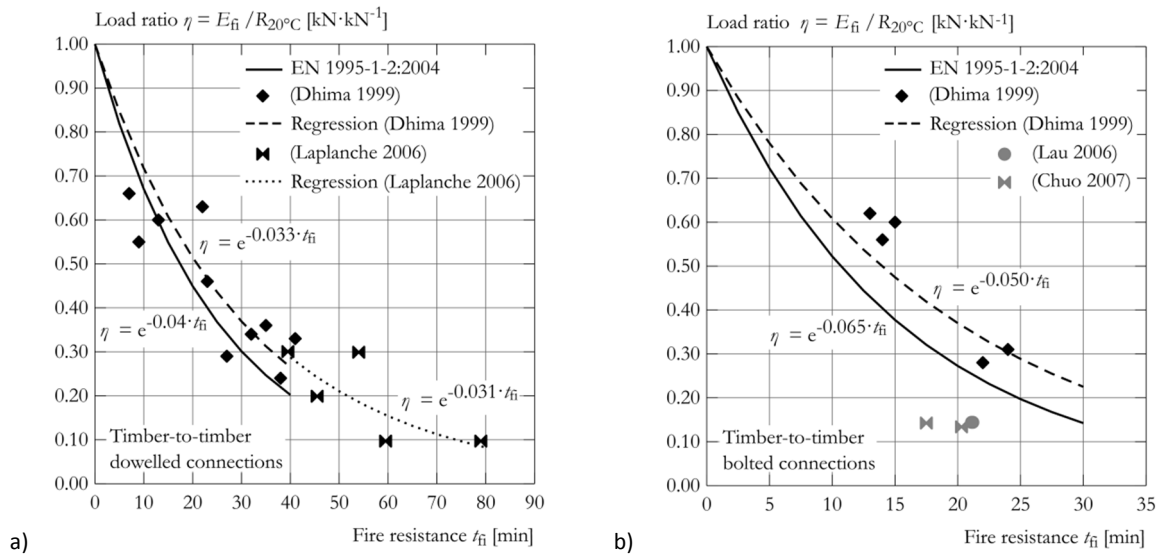 Load ratio η = E_fi / R_20°C [kN·kN⁻¹]
1.00
0.90
0.80
0.70
0.60
0.50
0.40
0.30
0.20
0.10
0.00
EN 1995-1-2:2004
(Dhima 1999)
Regression (Dhima 1999)
(Laplanche 2006)
Regression (Laplanche 2006)
η = e^-0.033·t_fi
η = e^-0.04·t_fi
η = e^-0.031·t_fi
Timber-to-timber
dowelled connections
0 10 20 30 40 50 60 70 80 90
Fire resistance t_fi [min]
a)
Load ratio η = E_fi / R_20°C [kN·kN⁻¹]
1.00
0.90
0.80
0.70
0.60
0.50
0.40
0.30
0.20
0.10
0.00
EN 1995-1-2:2004
(Dhima 1999)
Regression (Dhima 1999)
(Lau 2006)
(Chuo 2007)
η = e^-0.050·t_fi
η = e^-0.065·t_fi
Timber-to-timber
bolted connections
0 5 10 15 20 25 30 35
Fire resistance t_fi [min]
b)